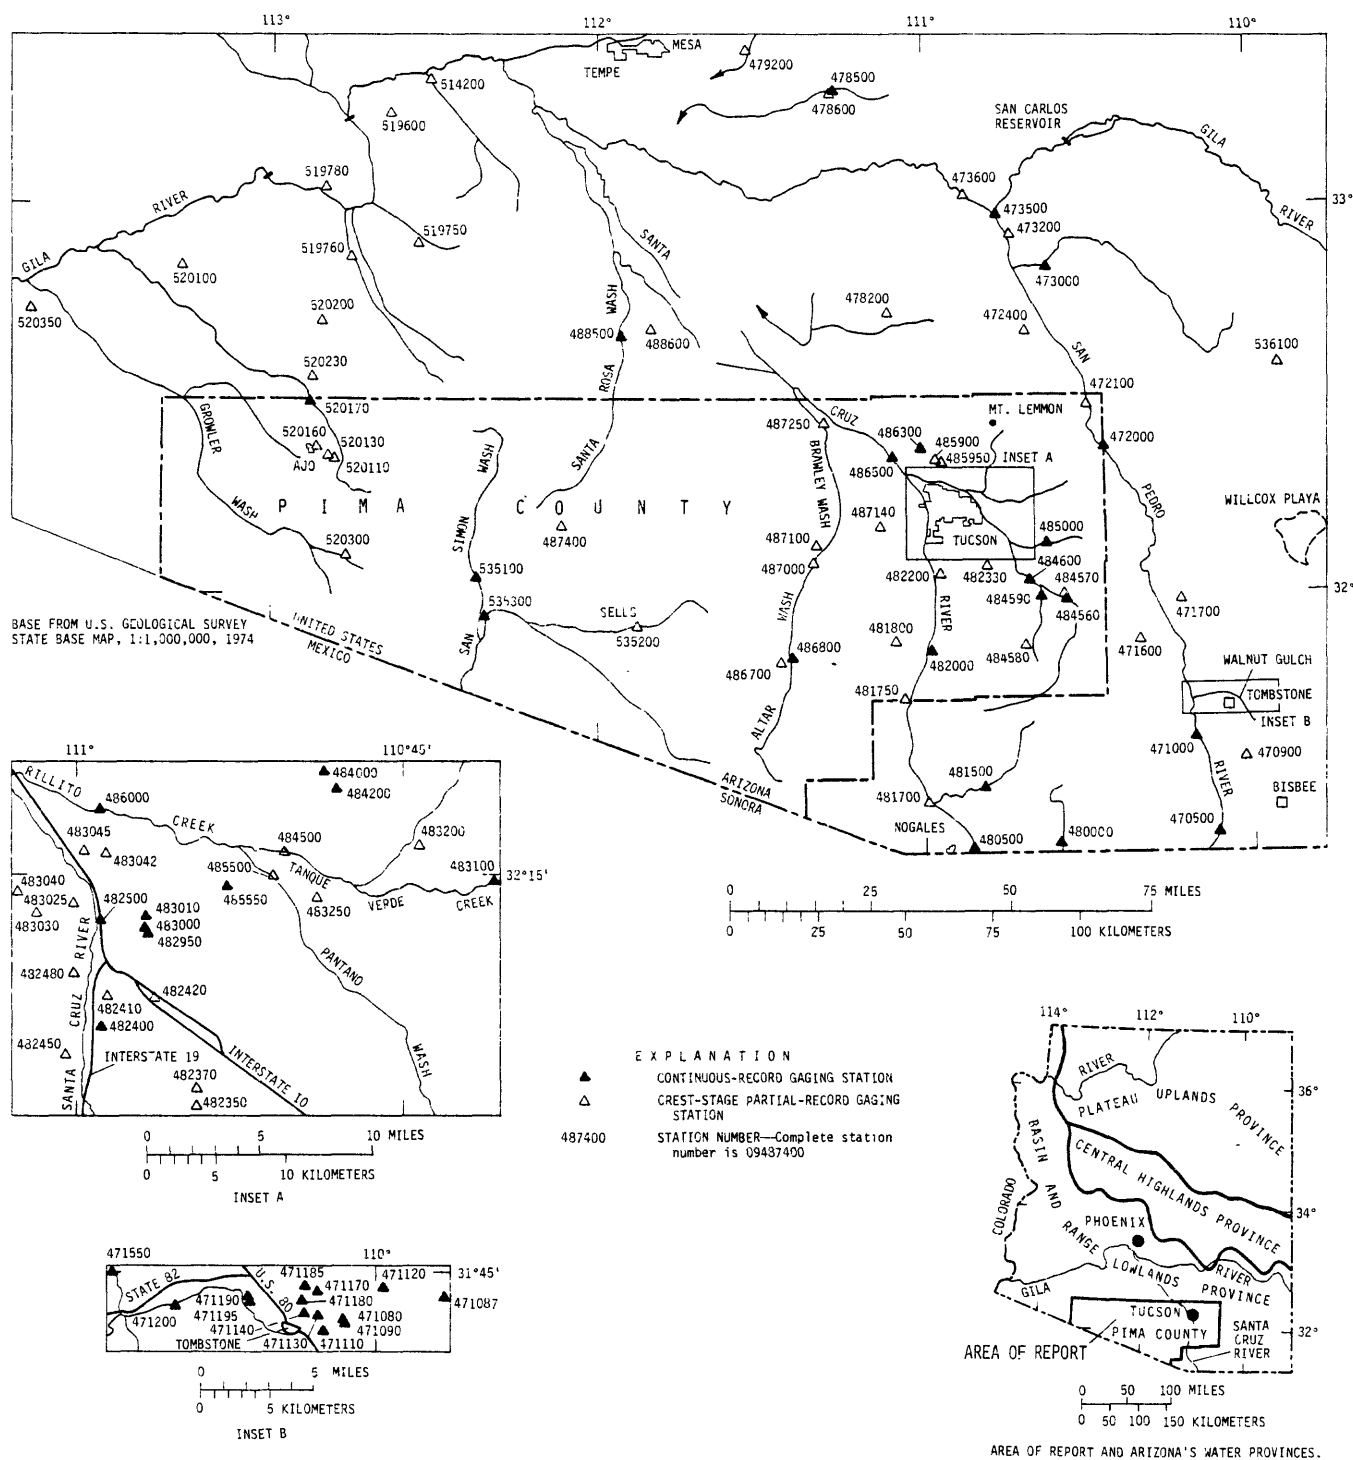 113°
112°
111°
110°
MESA
TEMPE
479200
478500
478600
514200
519600
SAN CARLOS
RESERVOIR
GILA
RIVER
519780
473600
33°
473500
473200
RIVER
GILA
519750
519760
SANTA
520100
473000
520200
WASH
478200
472400
520350
488500
488600
SAN
536100
520230
ROSA
472100
520170
CRUZ
MT. LEMMON
GROWLER
520160
520130
AJO
520110
SANTA
487250
486300
485900
485950
INSET A
472000
486500
WASH
BRAWLEY WASH
PEDRO
WILLCOX PLAYA
WASH
PIMA COUNTY
487140
487400
SIMON
TUCSON
485000
487100
487000
520300
484600
484570
535100
482200
482330
484590
484560
535300
SELLS
WASH
RIVER
471700
BASE FROM U.S. GEOLOGICAL SURVEY
STATE BASE MAP, 1:1,000,000, 1974
UNITED STATES
MEXICO
SAN
535200
481800
484580
471600
32°
486700
486800
482000
WALNUT GULCH
TOMBSTONE
481750
INSET B
ALTAR
471000
470900
ARIZONA
SONORA
481500
RIVER
BISBEE
481700
NOGALES
480500
480000
470500
0 25 50 75 MILES
0 25 50 75 100 KILOMETERS
111°
110°45'
RILLITO
484000
484200
486000
CREEK
483045
483042
484500
483200
485500
TANQUE
483100
32°15'
483040
483025
482500
483010
483000
482950
485550
483250
VERDE
CREEK
483030
RIVER
PANTANO
482480
482420
CRUZ
482410
482400
482450
INTERSTATE 19
INTERSTATE 10
WASH
SANTA
482370
482350
0 5 10 MILES
0 5 10 KILOMETERS
INSET A
EXPLANATION
CONTINUOUS-RECORD GAGING STATION
CREST-STAGE PARTIAL-RECORD GAGING
STATION
487400 STATION NUMBER—Complete station
number is 09487400
471550
110°
STATE 82
U.S. 80
471185
471170
471120
31°45'
471190
471180
471087
471200
471195
471080
471140
471090
TOMBSTONE
471130
471110
0 5 MILES
0 5 KILOMETERS
INSET B
114°
112°
110°
RIVER
36°
PLATEAU UPLANDS PROVINCE
BASIN AND RANGE
CENTRAL HIGHLANDS PROVINCE
COLORADO
34°
PHOENIX
LOWLANDS PROVINCE
RIVER
GILA
TUCSON
PIMA COUNTY
SANTA
CRUZ
RIVER
32°
AREA OF REPORT
0 50 100 MILES
0 50 100 150 KILOMETERS
AREA OF REPORT AND ARIZONA'S WATER PROVINCES.